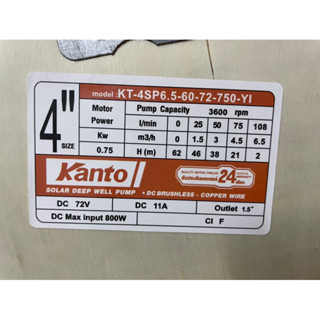 model : KT-4SP6.5-60-72-750-YI
4"
SIZE
Motor Pump Capacity 3600 rpm
Power l/min 0 25 50 75 108
Kw m3/h 0 1.5 3 4.5 6.5
0.75 H (m) 62 46 38 21 2
Kanto
24
SOLAR DEEP WELL PUMP • DC BRUSHLESS - COPPER WIRE
DC 72V DC 11A Outlet 1.5"
DC Max input 800W Cl F